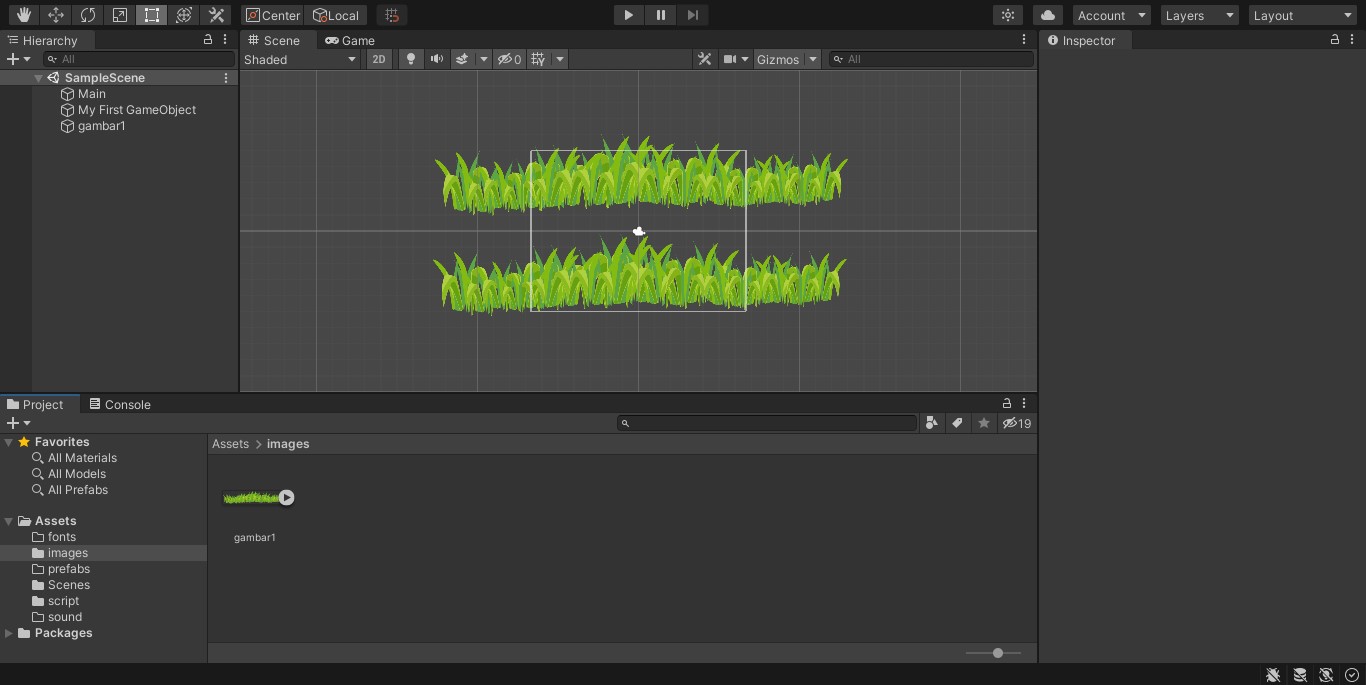 Center Local Account Layers Layout
Hierarchy Scene Game Inspector
All Shaded 2D 0 Gizmos All
SampleScene
Main
My First GameObject
gambar1
Project Console
19
Favorites Assets > images
All Materials
All Models
All Prefabs
Assets
fonts gambar1
images
prefabs
Scenes
script
sound
Packages